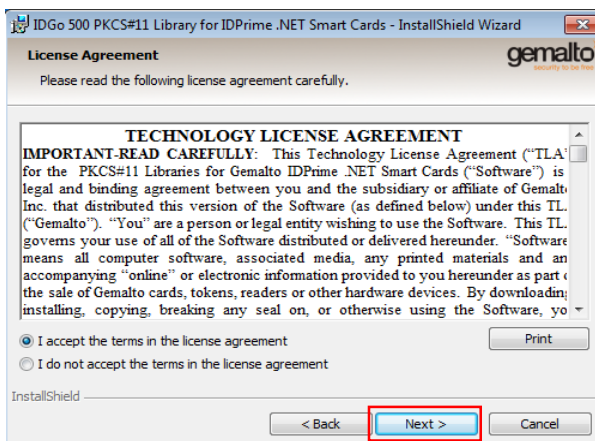 IDGo 500 PKCS#11 Library for IDPrime .NET Smart Cards - InstallShield Wizard
License Agreement
gemalto
security to be free
Please read the following license agreement carefully.
TECHNOLOGY LICENSE AGREEMENT
IMPORTANT-READ CAREFULLY: This Technology License Agreement ("TLA"
for the PKCS#11 Libraries for Gemalto IDPrime .NET Smart Cards ("Software") is
legal and binding agreement between you and the subsidiary or affiliate of Gemalt
Inc. that distributed this version of the Software (as defined below) under this TL
("Gemalto"). "You" are a person or legal entity wishing to use the Software. This TL
governs your use of all of the Software distributed or delivered hereunder. "Software
means all computer software, associated media, any printed materials and an
accompanying "online" or electronic information provided to you hereunder as part
the sale of Gemalto cards, tokens, readers or other hardware devices. By downloading
installing, copying, breaking any seal on, or otherwise using the Software, yo
I accept the terms in the license agreement
Print
I do not accept the terms in the license agreement
InstallShield
< Back
Next >
Cancel